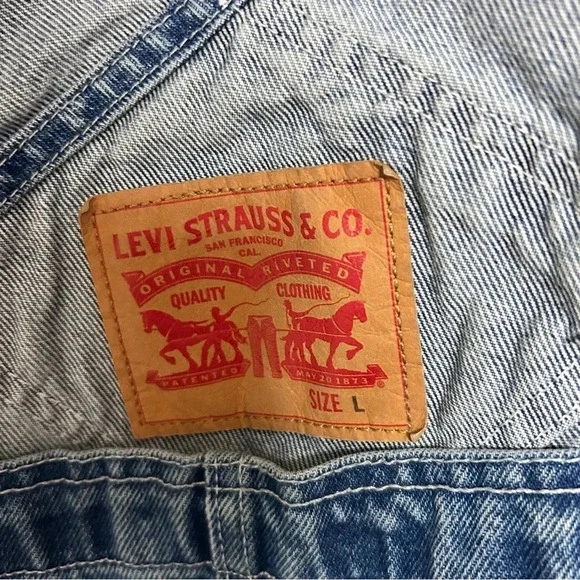 LEVI STRAUSS & CO.
SAN FRANCISCO
CAL.
ORIGINAL RIVETED
QUALITY CLOTHING
PATENTED MAY 20 1873 ®
SIZE L